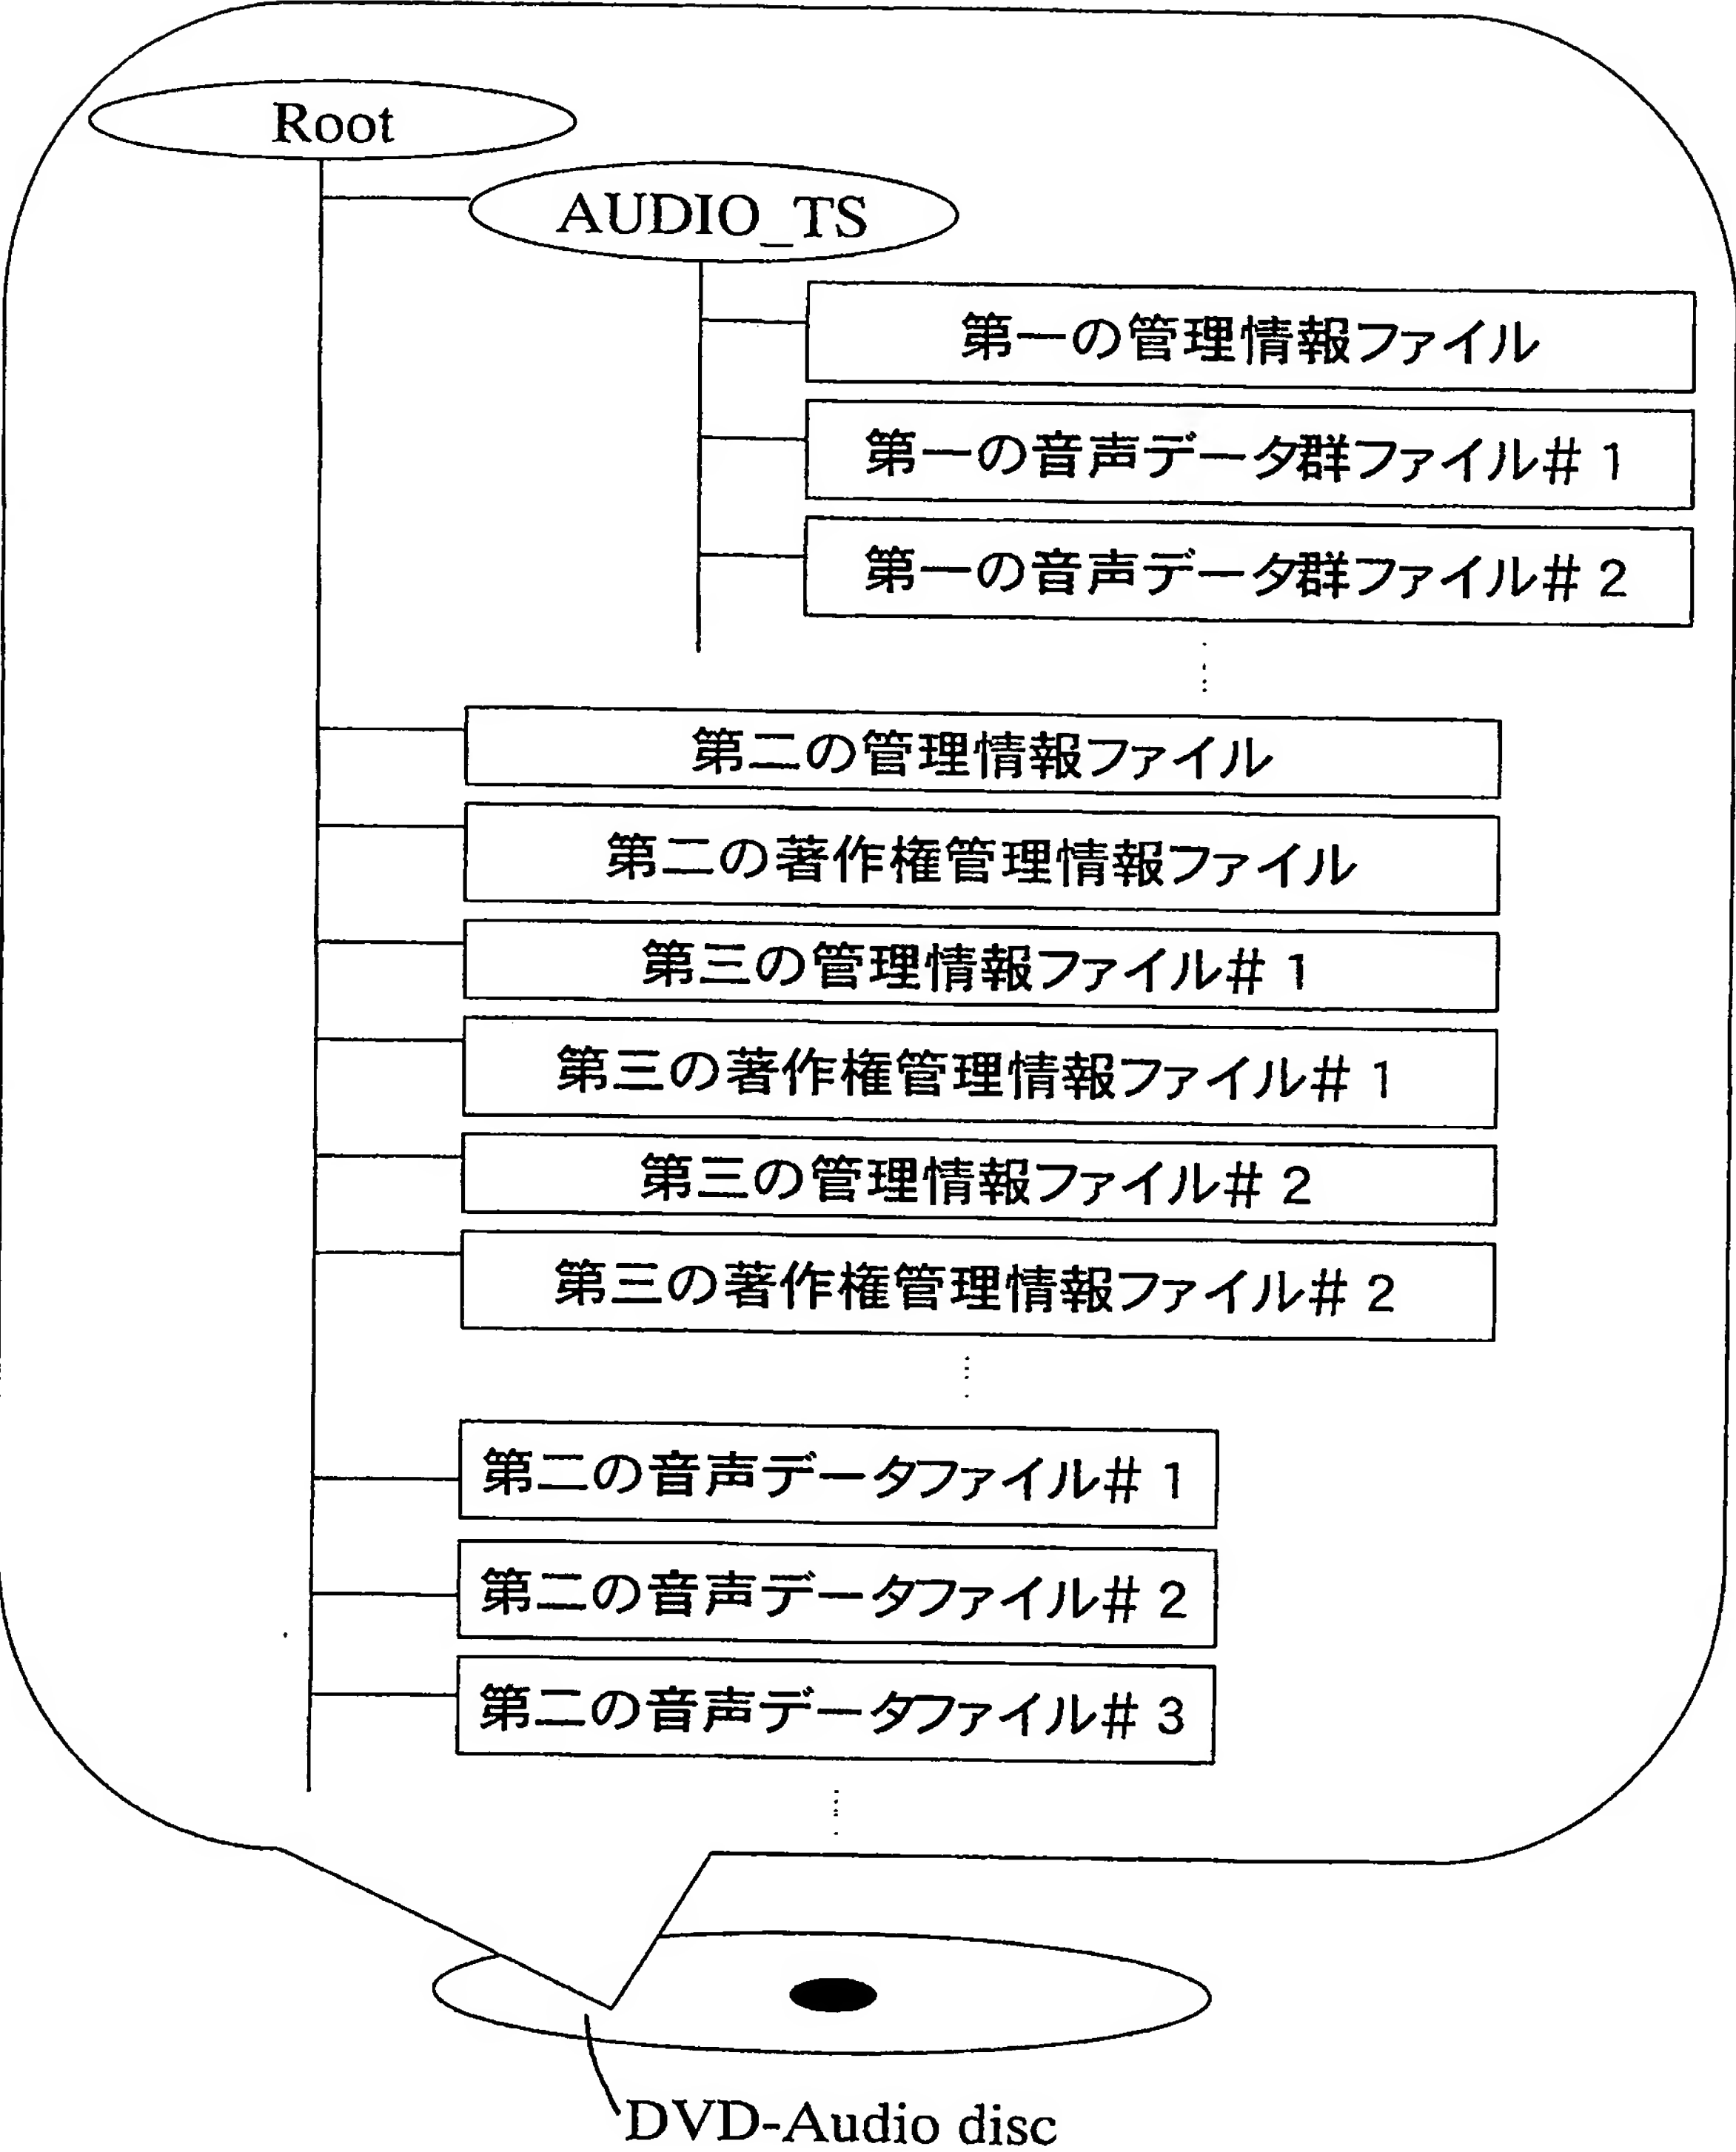 Root
AUDIO_TS
第一の管理情報ファイル
第一の音声データ群ファイル＃1
第一の音声データ群ファイル＃2
第二の管理情報ファイル
第二の著作権管理情報ファイル
第三の管理情報ファイル＃1
第三の著作権管理情報ファイル＃1
第三の管理情報ファイル＃2
第三の著作権管理情報ファイル＃2
第二の音声データファイル＃1
第二の音声データファイル＃2
第二の音声データファイル＃3
DVD-Audio disc